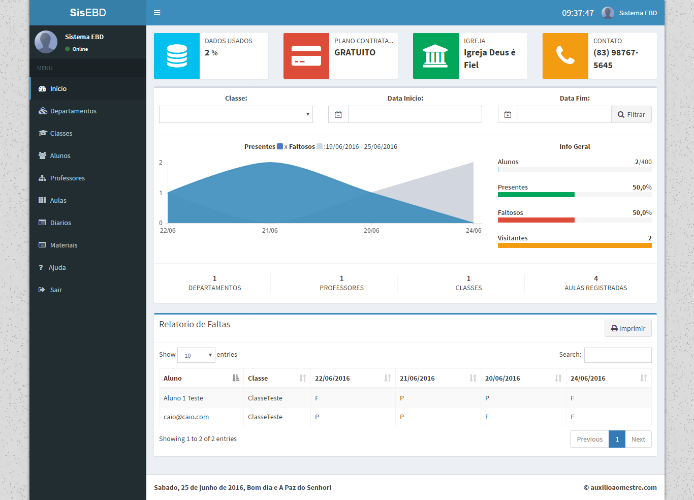 SisEBD
09:37:47 Sistema EBD
Sistema EBD
Online
MENU
Inicio
Departamentos
Classes
Alunos
Professores
Aulas
Diarios
Materiais
Ajuda
Sair
DADOS USADOS
2 %
PLANO CONTRATA...
GRATUITO
IGREJA
Igreja Deus é
Fiel
CONTATO
(83) 98767-
5645
Classe: Data Inicio: Data Fim:
Filtrar
Presentes x Faltosos :19/06/2016 - 25/06/2016
2
1
0
22/06 21/06 20/06 24/06
Info Geral
Alunos 2/400
Presentes 50,0%
Faltosos 50,0%
Visitantes 2
1 1 1 4
DEPARTAMENTOS PROFESSORES CLASSES AULAS REGISTRADAS
Relatorio de Faltas Imprimir
Show 10 entries Search:
Aluno Classe 22/06/2016 21/06/2016 20/06/2016 24/06/2016
Aluno 1 Teste ClasseTeste F P P F
caio@caio.com ClasseTeste P P F F
Showing 1 to 2 of 2 entries Previous 1 Next
Sabado, 25 de junho de 2016, Bom dia e A Paz do Senhor! © auxilioaomestre.com